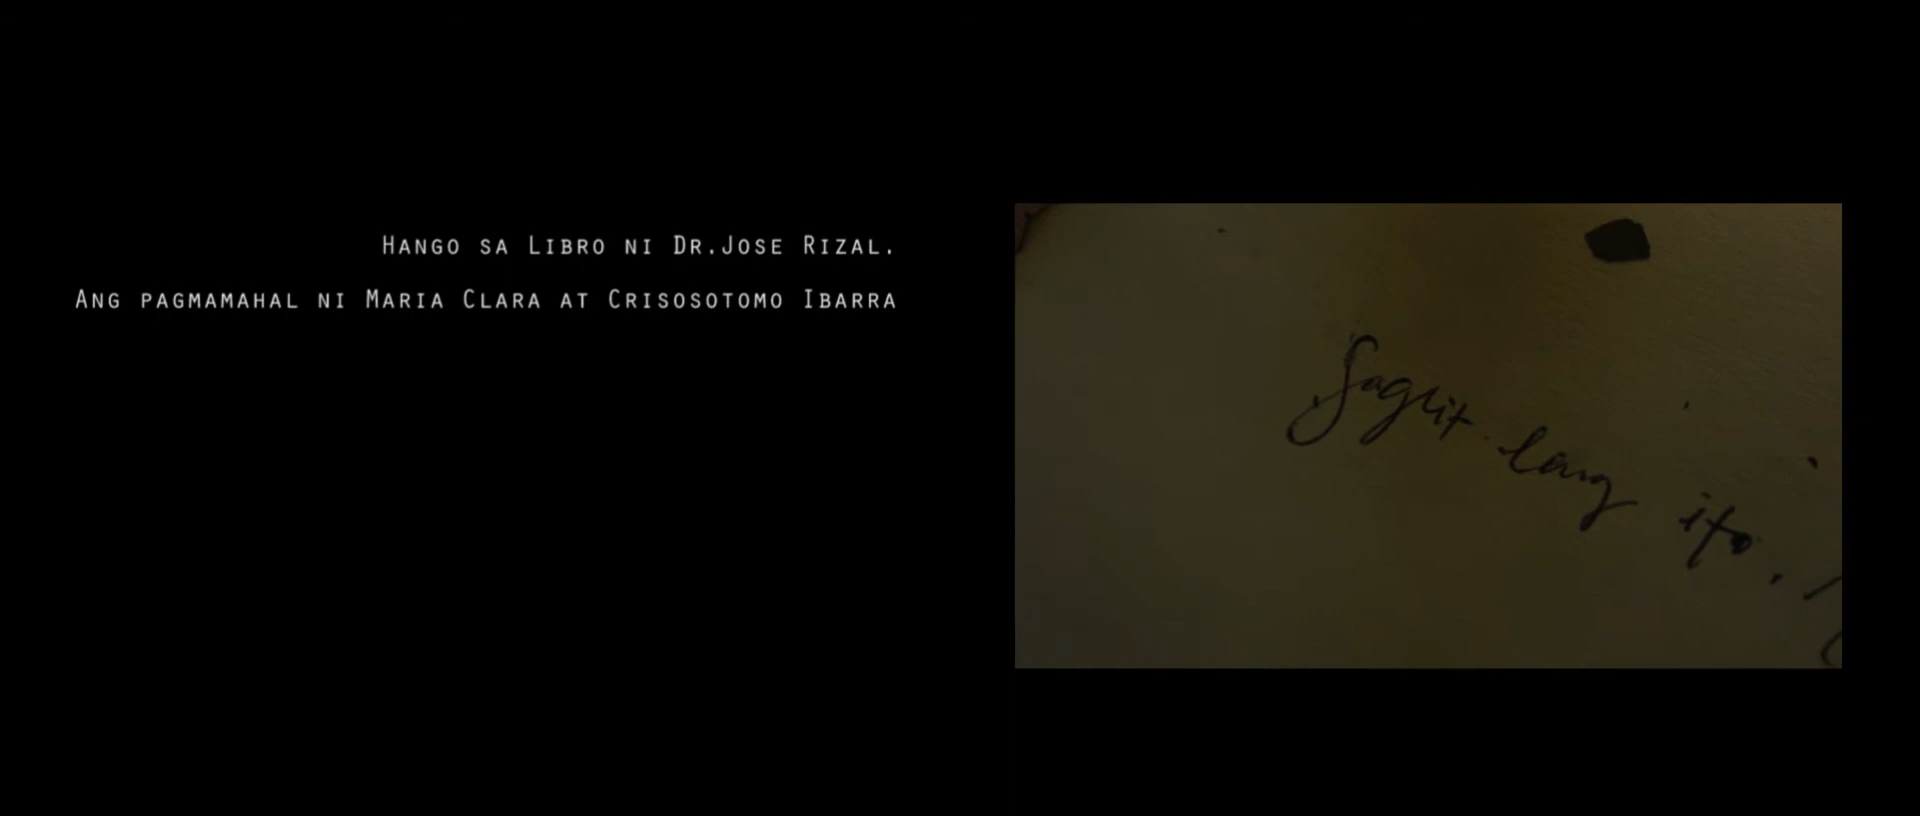 Hango sa Libro ni Dr.Jose Rizal.
Ang pagmamahal ni Maria Clara at Crisosotomo Ibarra
Saglit lang ito.